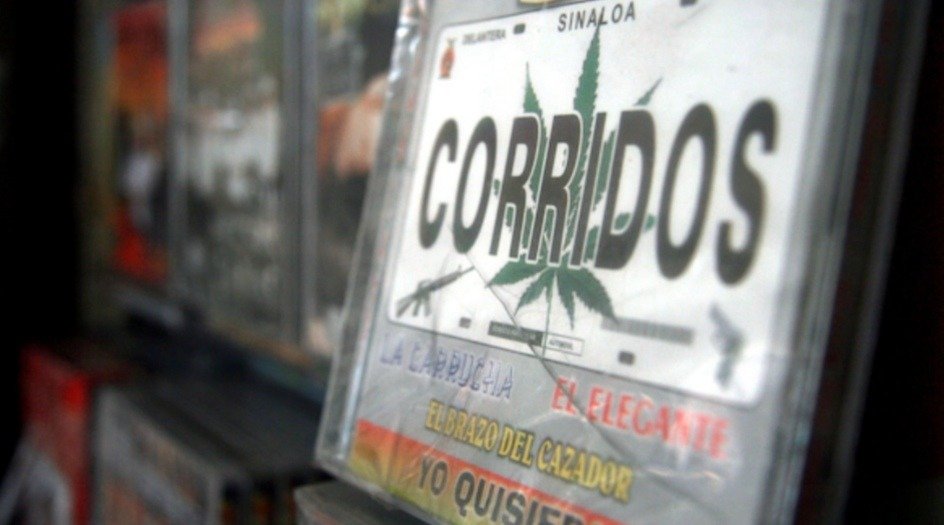 SINALOA
DELANTERA
CORRIDOS
LA CARRUCHA
EL ELEGANTE
EL BRAZO DEL CAZADOR
YO QUISIER